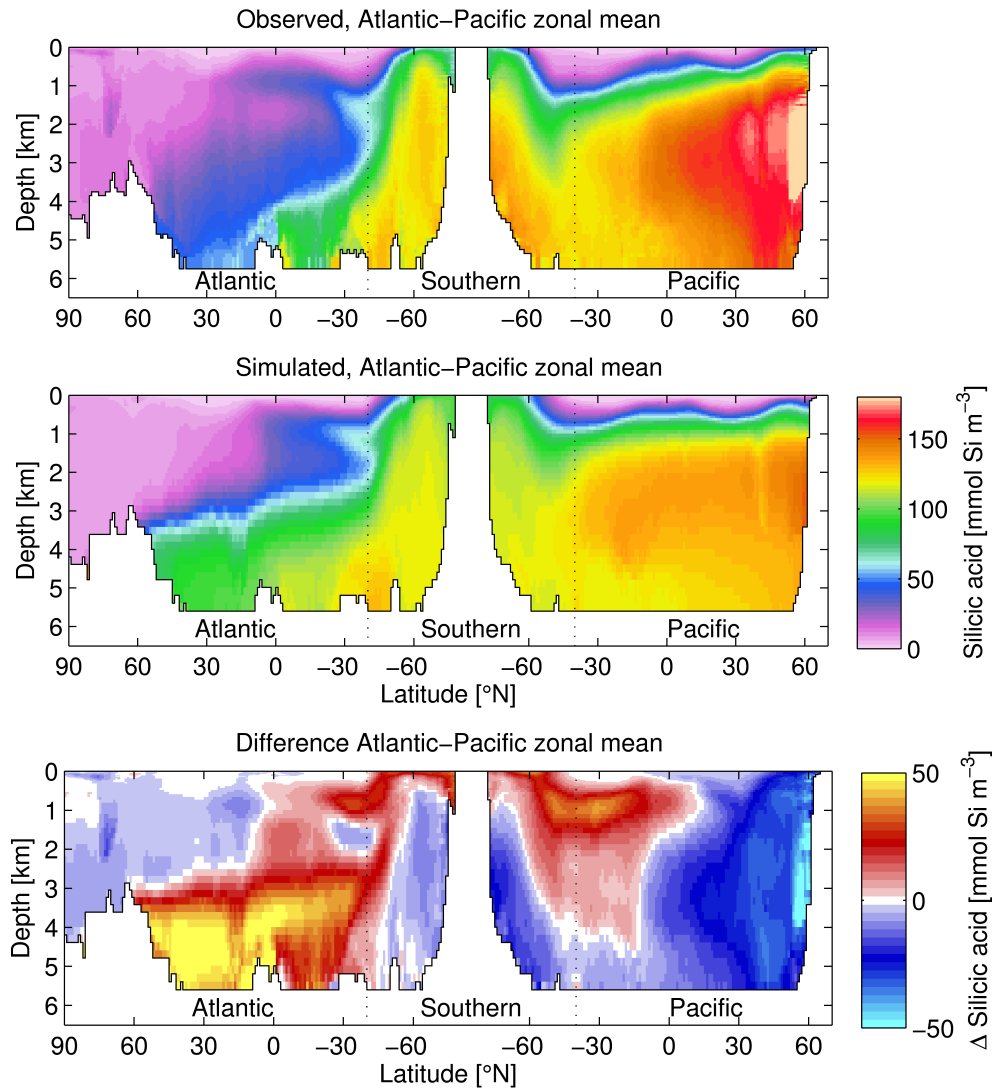 Observed, Atlantic−Pacific zonal mean
0
1
2
3
4
5
6
Depth [km]
Atlantic Southern Pacific
90 60 30 0 −30 −60 −60 −30 0 30 60
Simulated, Atlantic−Pacific zonal mean
0
1
2
3
4
5
6
Depth [km]
Atlantic Southern Pacific
90 60 30 0 −30 −60 −60 −30 0 30 60
Latitude [°N]
150
100
50
0
Silicic acid [mmol Si m−3]
Difference Atlantic−Pacific zonal mean
0
1
2
3
4
5
6
Depth [km]
Atlantic Southern Pacific
90 60 30 0 −30 −60 −60 −30 0 30 60
Latitude [°N]
50
0
−50
Δ Silicic acid [mmol Si m−3]